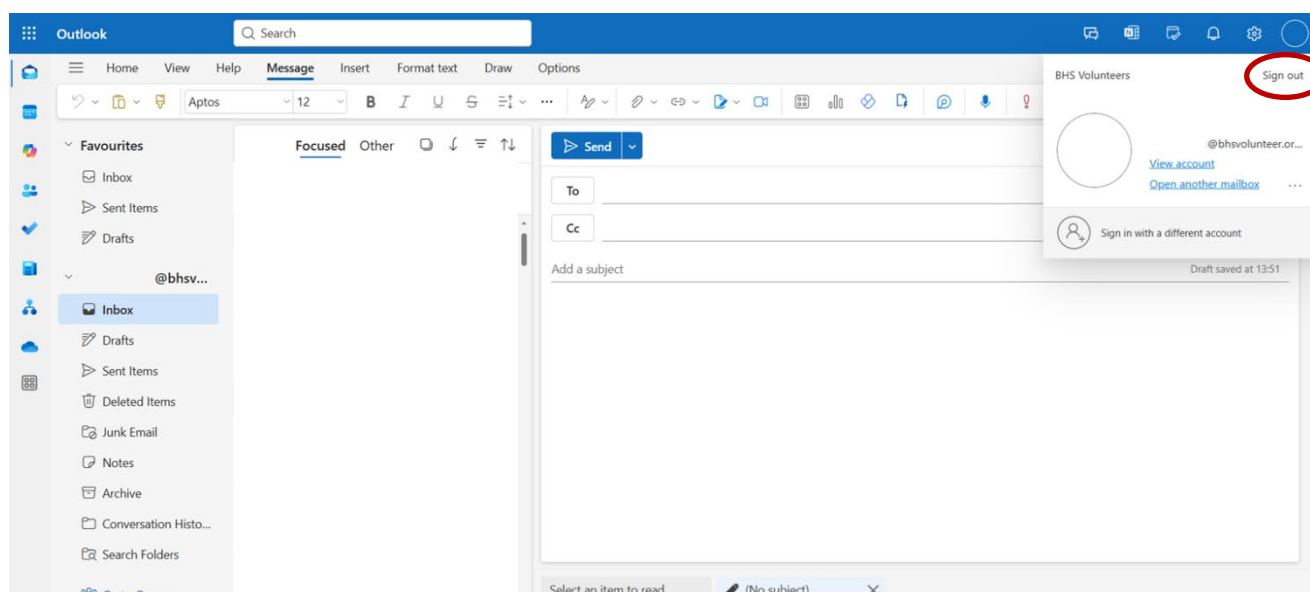 Outlook
Search
Home View Help Message Insert Format text Draw Options
BHS Volunteers
Sign out
Aptos 12 B I U S
@bhsvolunteer.or...
View account
Open another mailbox
Sign in with a different account
Favourites
Inbox
Sent Items
Drafts
@bhsv...
Inbox
Drafts
Sent Items
Deleted Items
Junk Email
Notes
Archive
Conversation Histo...
Search Folders
Focused Other
Send
To
Cc
Add a subject
Draft saved at 13:51
Select an item to read
(No subject)